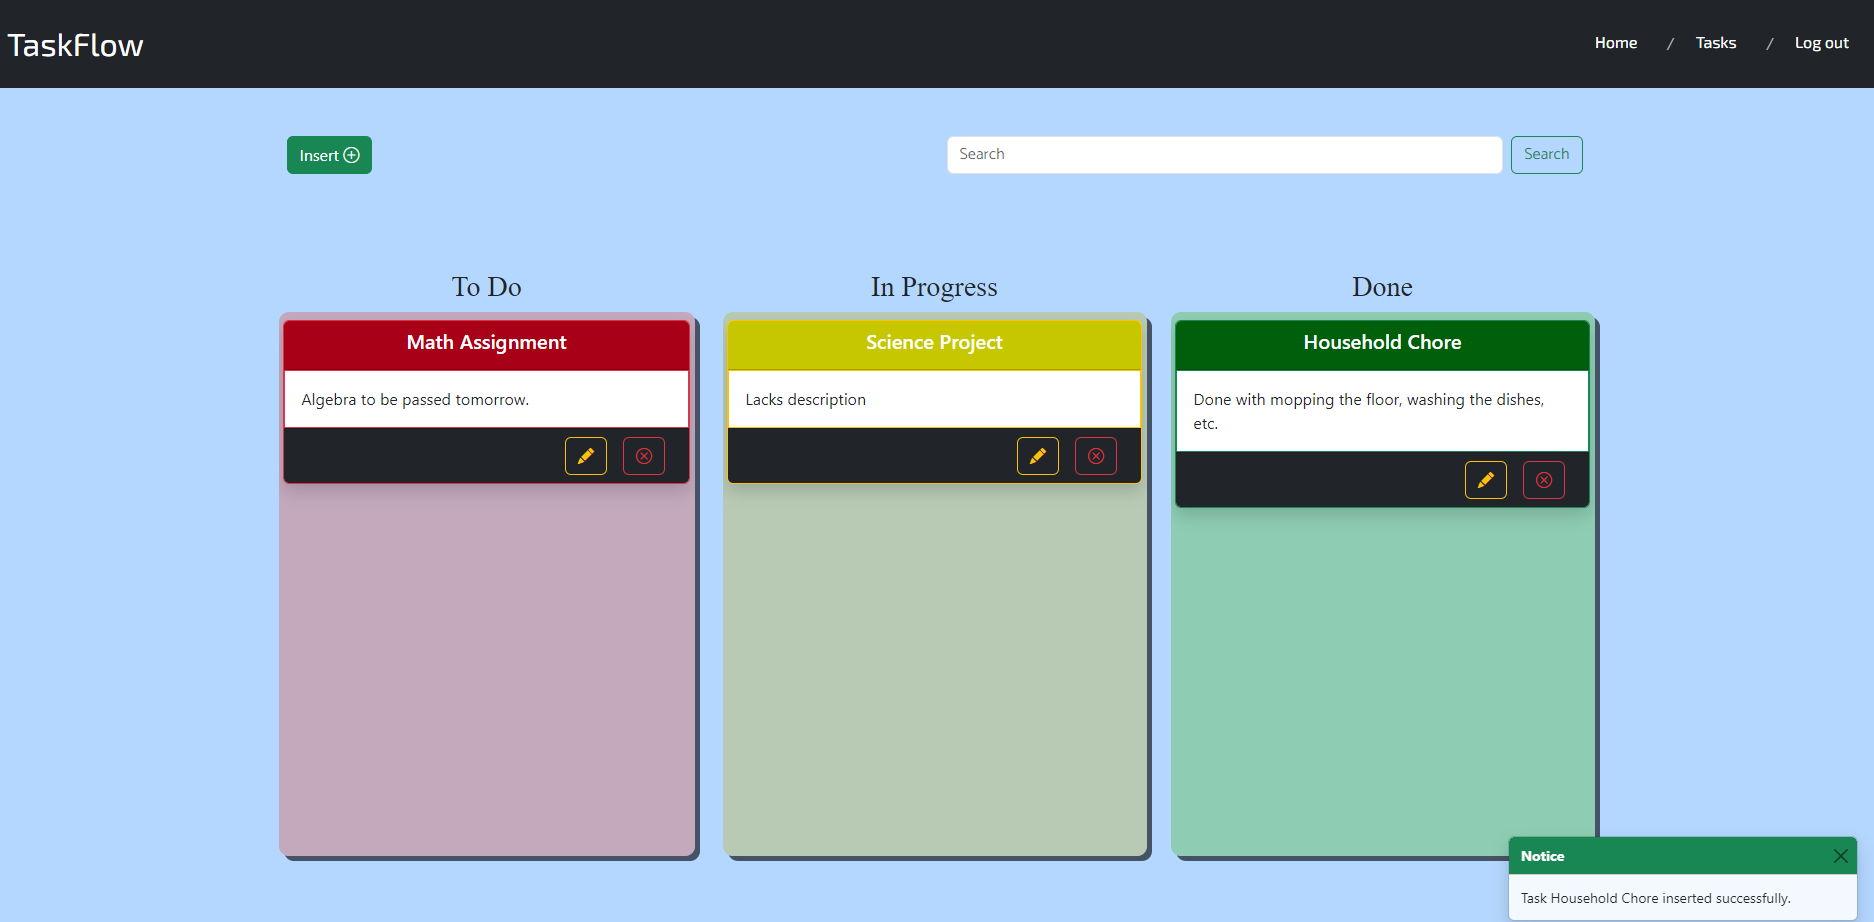 TaskFlow
Home / Tasks / Log out
Insert
Search
Search
To Do
Math Assignment
Algebra to be passed tomorrow.
In Progress
Science Project
Lacks description
Done
Household Chore
Done with mopping the floor, washing the dishes,
etc.
Notice
Task Household Chore inserted successfully.